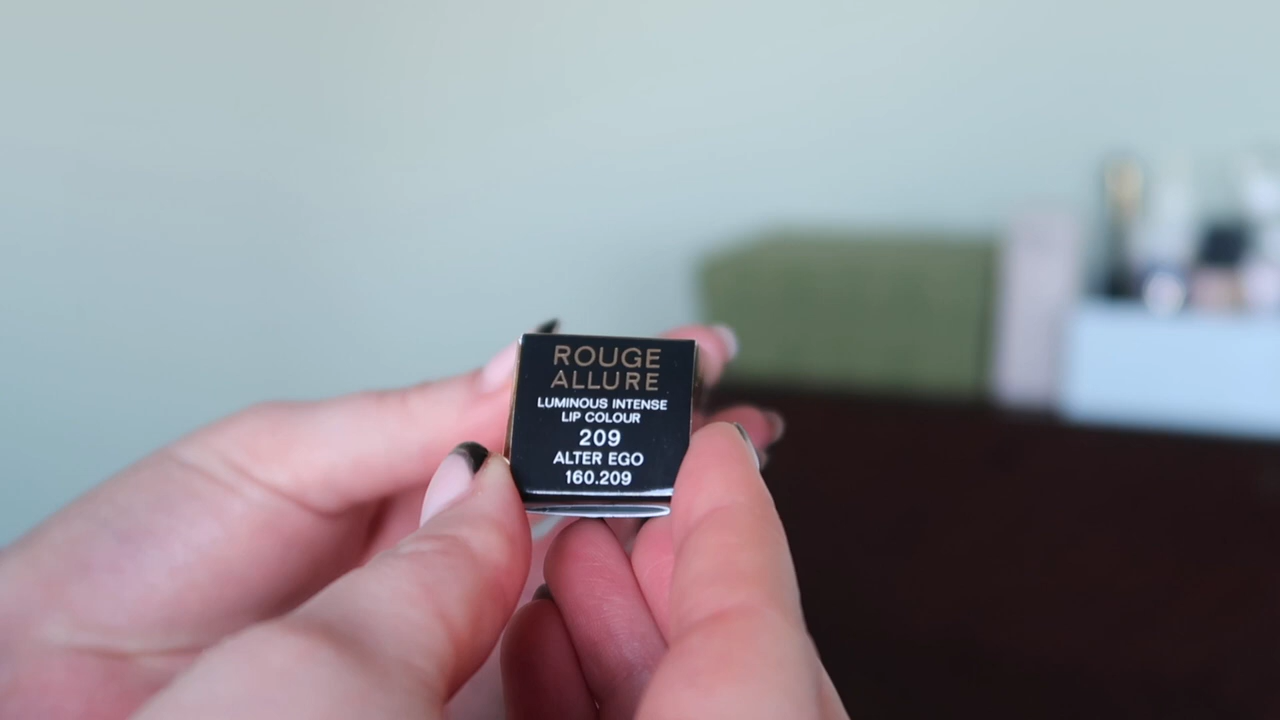 ROUGE
ALLURE
LUMINOUS INTENSE
LIP COLOUR
209
ALTER EGO
160.209